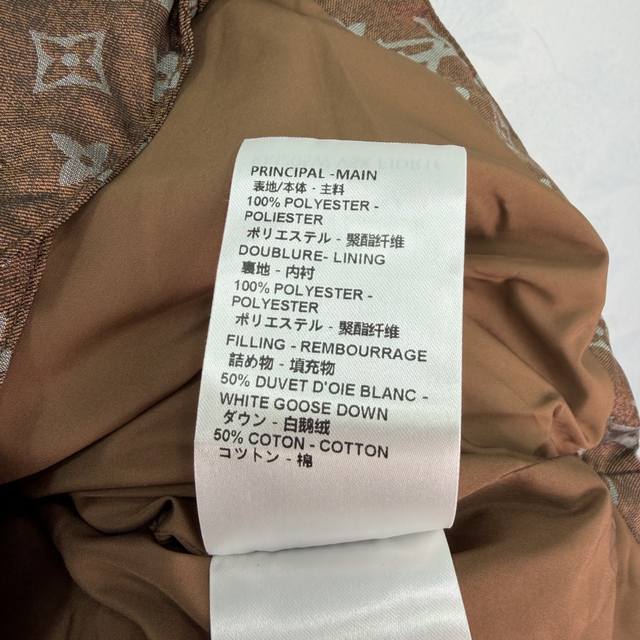 PRINCIPAL -MAIN
表地/本体 - 主料
100% POLYESTER -
POLIESTER
ポリエステル - 聚酯纤维
DOUBLURE- LINING
裏地 - 内衬
100% POLYESTER -
POLYESTER
ポリエステル - 聚酯纤维
FILLING - REMBOURRAGE
詰め物 - 填充物
50% DUVET D'OIE BLANC -
WHITE GOOSE DOWN
ダウン - 白鹅绒
50% COTON - COTTON
コツトン - 棉